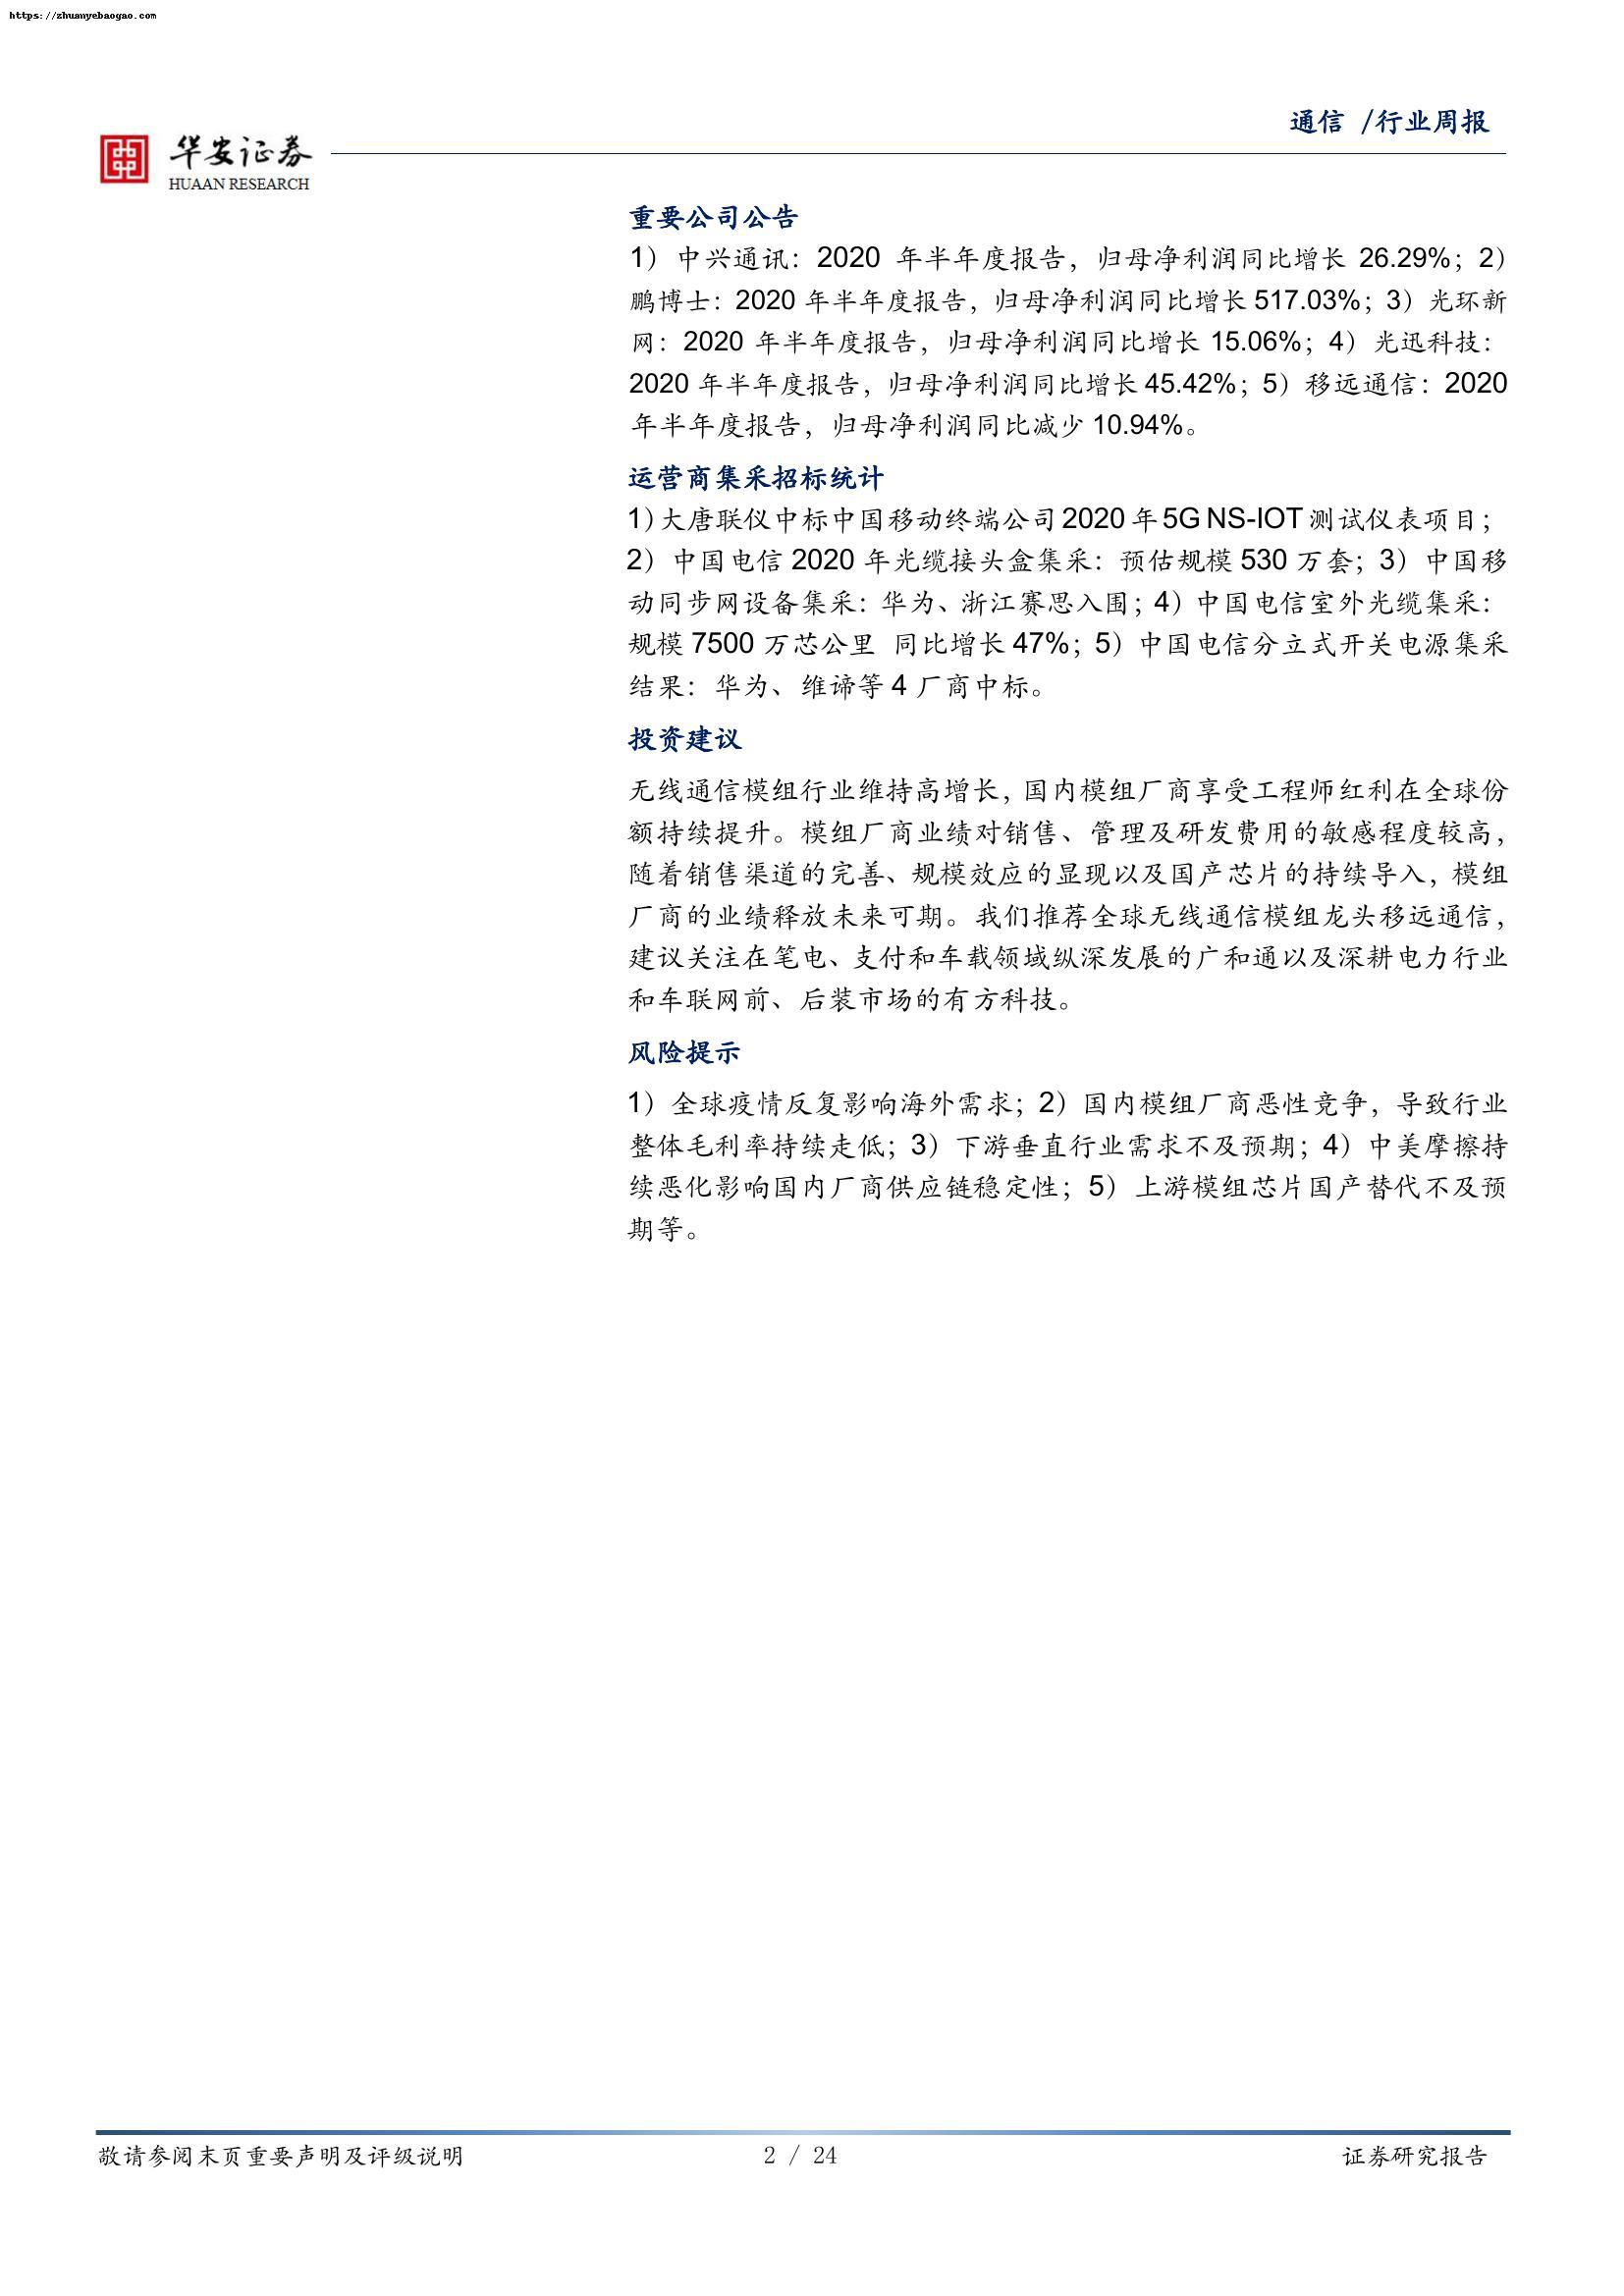 https://zhuanyebaogao.com
通信 /行业周报
华安证券
HUAAN RESEARCH
重要公司公告
1）中兴通讯：2020 年半年度报告，归母净利润同比增长 26.29%；2）
鹏博士：2020 年半年度报告，归母净利润同比增长 517.03%；3）光环新
网：2020 年半年度报告，归母净利润同比增长 15.06%；4）光迅科技：
2020 年半年度报告，归母净利润同比增长 45.42%；5）移远通信：2020
年半年度报告，归母净利润同比减少 10.94%。
运营商集采招标统计
1）大唐联仪中标中国移动终端公司 2020 年 5G NS-IOT 测试仪表项目；
2）中国电信 2020 年光缆接头盒集采：预估规模 530 万套；3）中国移
动同步网设备集采：华为、浙江赛思入围；4）中国电信室外光缆集采：
规模 7500 万芯公里 同比增长 47%；5）中国电信分立式开关电源集采
结果：华为、维谛等 4 厂商中标。
投资建议
无线通信模组行业维持高增长，国内模组厂商享受工程师红利在全球份
额持续提升。模组厂商业绩对销售、管理及研发费用的敏感程度较高，
随着销售渠道的完善、规模效应的显现以及国产芯片的持续导入，模组
厂商的业绩释放未来可期。我们推荐全球无线通信模组龙头移远通信，
建议关注在笔电、支付和车载领域纵深发展的广和通以及深耕电力行业
和车联网前、后装市场的有方科技。
风险提示
1）全球疫情反复影响海外需求；2）国内模组厂商恶性竞争，导致行业
整体毛利率持续走低；3）下游垂直行业需求不及预期；4）中美摩擦持
续恶化影响国内厂商供应链稳定性；5）上游模组芯片国产替代不及预
期等。
敬请参阅末页重要声明及评级说明
2 / 24
证券研究报告